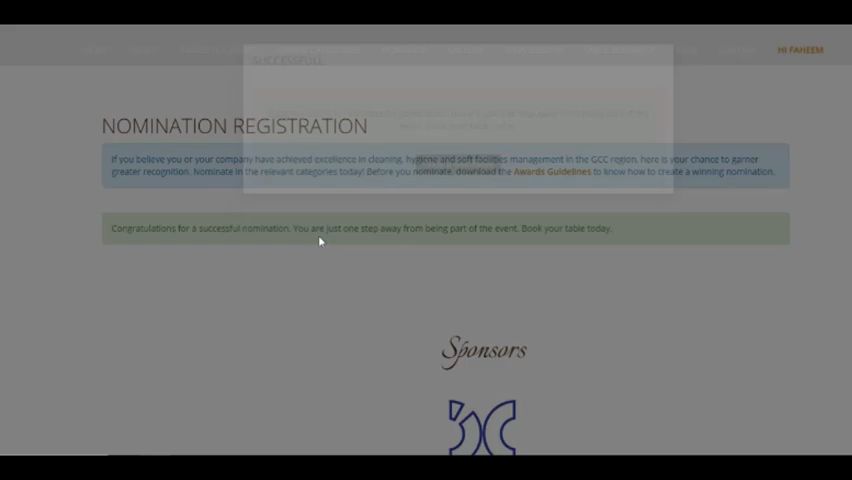 HI FAHEEM
SUCCESSFULL
NOMINATION REGISTRATION
If you believe you or your company have achieved excellence in cleaning, hygiene and soft facilities management in the GCC region, here is your chance to garner
greater recognition. Nominate in the relevant categories today! Before you nominate, download the Awards Guidelines to know how to create a winning nomination.
Congratulations for a successful nomination. You are just one step away from being part of the event. Book your table today.
Sponsors